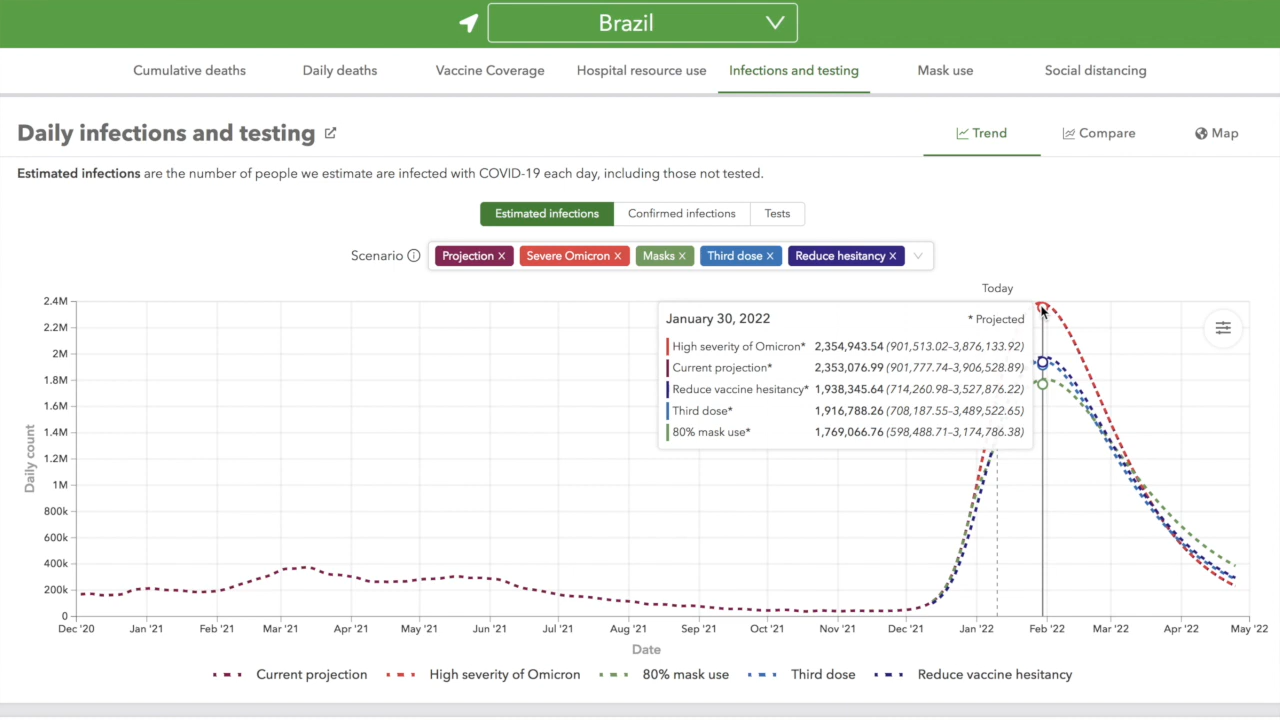 Brazil
Cumulative deaths Daily deaths Vaccine Coverage Hospital resource use Infections and testing Mask use Social distancing
Daily infections and testing Trend Compare Map
Estimated infections are the number of people we estimate are infected with COVID-19 each day, including those not tested.
Estimated infections Confirmed infections Tests
Scenario Projection × Severe Omicron × Masks × Third dose × Reduce hesitancy ×
Today
2.4M
2.2M
2M
1.8M
1.6M
1.4M
1.2M
1M
800k
600k
400k
200k
0
Daily count
January 30, 2022 * Projected
High severity of Omicron* 2,354,943.54 (901,513.02–3,876,133.92)
Current projection* 2,353,076.99 (901,777.74–3,906,528.89)
Reduce vaccine hesitancy* 1,938,345.64 (714,260.98–3,527,876.22)
Third dose* 1,916,788.26 (708,187.55–3,489,522.65)
80% mask use* 1,769,066.76 (598,488.71–3,174,786.38)
Dec '20 Jan '21 Feb '21 Mar '21 Apr '21 May '21 Jun '21 Jul '21 Aug '21 Sep '21 Oct '21 Nov '21 Dec '21 Jan '22 Feb '22 Mar '22 Apr '22 May '22
Date
Current projection High severity of Omicron 80% mask use Third dose Reduce vaccine hesitancy